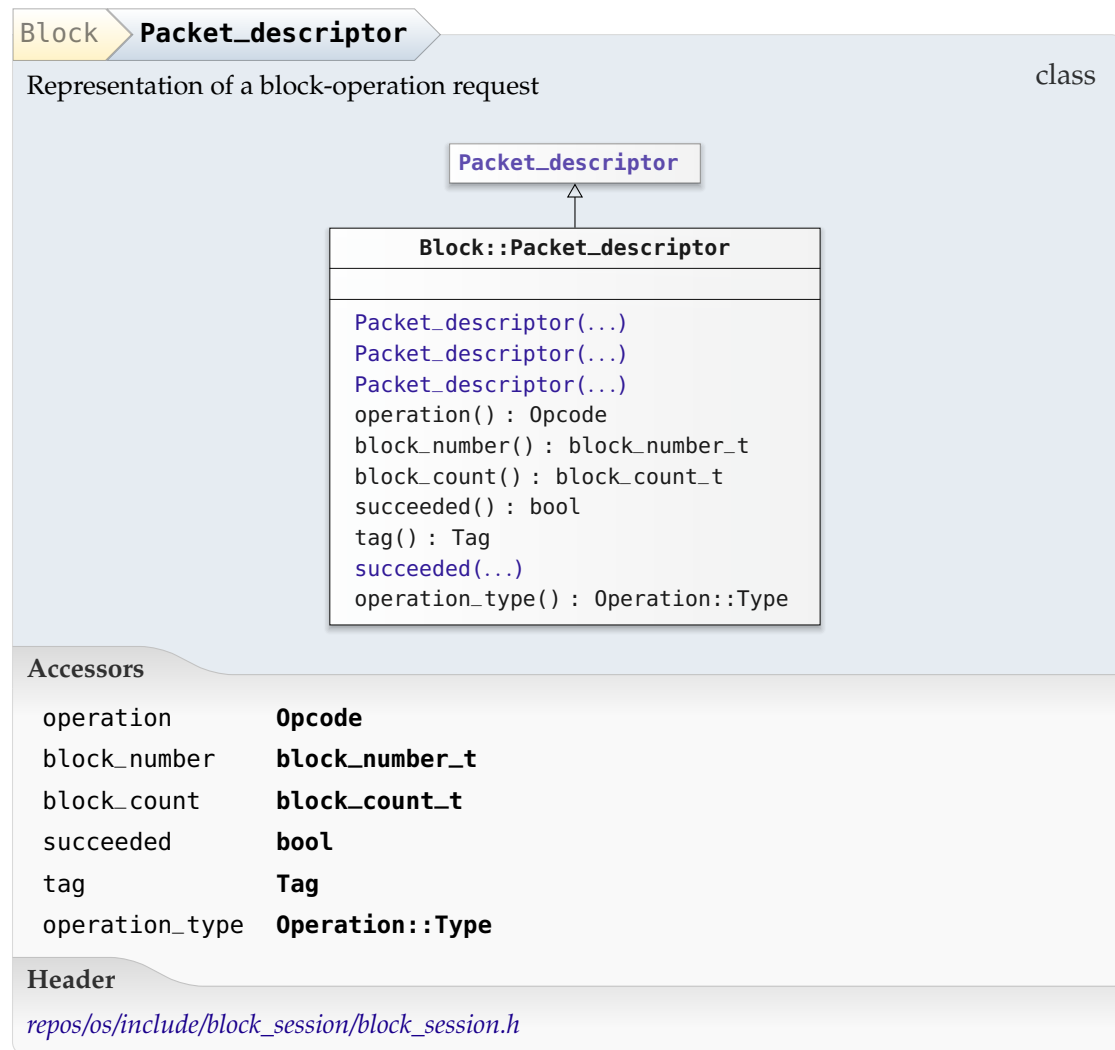 Block Packet_descriptor
Representation of a block-operation request
class
Packet_descriptor
Block::Packet_descriptor
Packet_descriptor(...)
Packet_descriptor(...)
Packet_descriptor(...)
operation() : Opcode
block_number() : block_number_t
block_count() : block_count_t
succeeded() : bool
tag() : Tag
succeeded(...)
operation_type() : Operation::Type
Accessors
operation Opcode
block_number block_number_t
block_count block_count_t
succeeded bool
tag Tag
operation_type Operation::Type
Header
repos/os/include/block_session/block_session.h